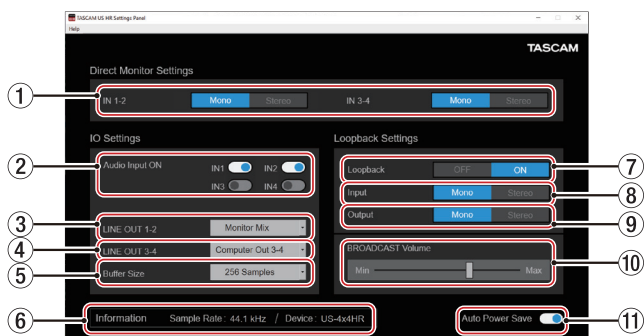 TASCAM US HR Settings Panel
Help
TASCAM
Direct Monitor Settings
① IN 1-2 Mono Stereo IN 3-4 Mono Stereo
IO Settings
② Audio Input ON IN1 IN2
IN3 IN4
③ LINE OUT 1-2 Monitor Mix
④ LINE OUT 3-4 Computer Out 3-4
⑤ Buffer Size 256 Samples
Loopback Settings
Loopback OFF ON ⑦
Input Mono Stereo ⑧
Output Mono Stereo ⑨
BROADCAST Volume
Min Max ⑩
⑥ Information Sample Rate : 44.1 kHz / Device : US-4x4HR
Auto Power Save ⑪